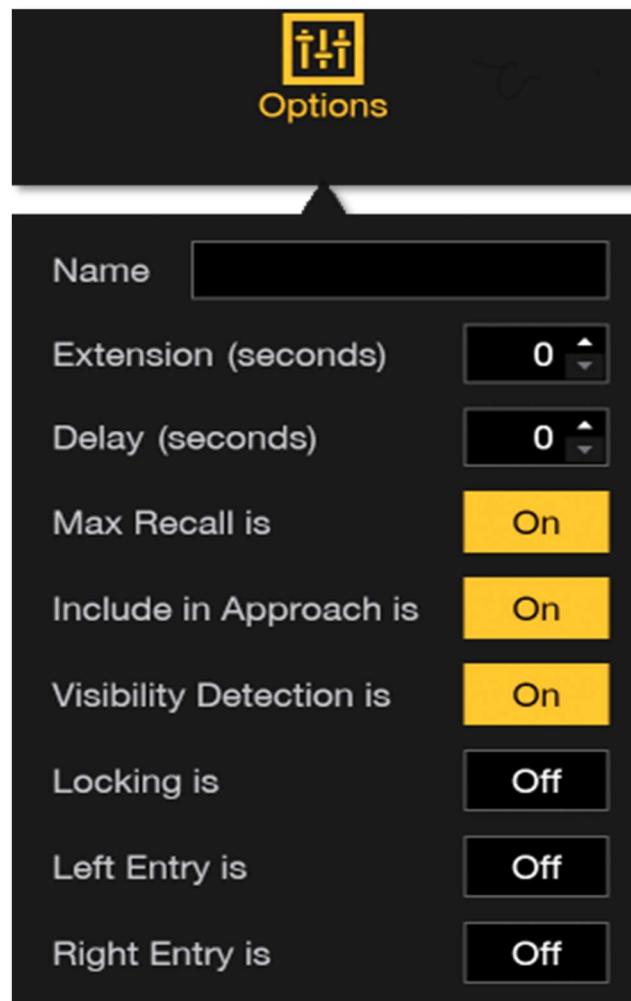 Options
Name
Extension (seconds) 0
Delay (seconds) 0
Max Recall is On
Include in Approach is On
Visibility Detection is On
Locking is Off
Left Entry is Off
Right Entry is Off